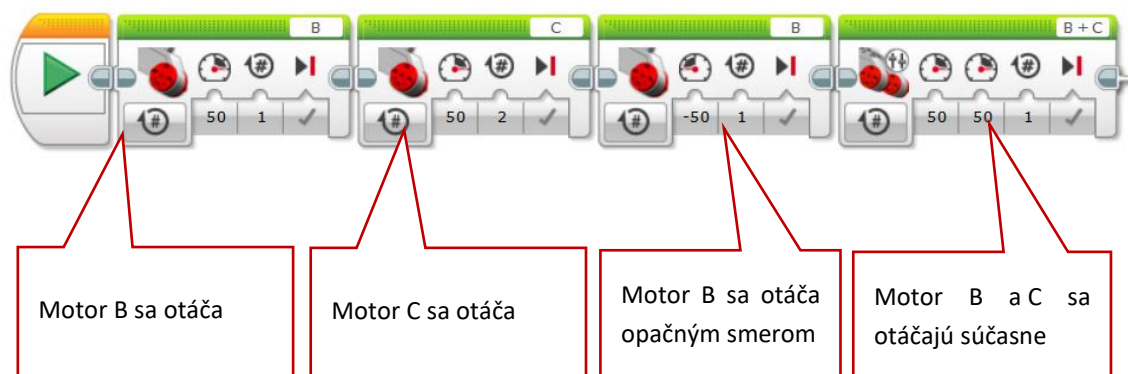 B
C
B
B + C
#
#
#
#
50
1
50
2
-50
1
50
50
1
#
#
#
#
Motor B sa otáča
Motor C sa otáča
Motor B sa otáča
opačným smerom
Motor B a C sa
otáčajú súčasne